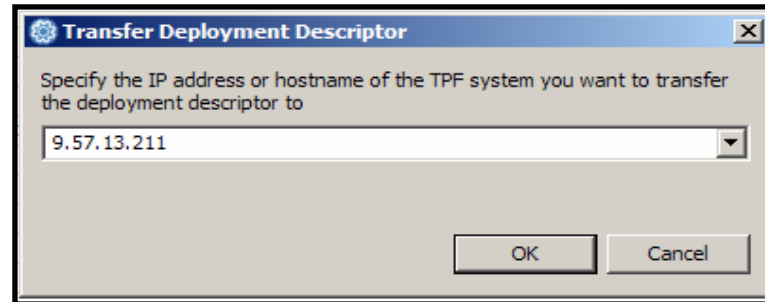 Transfer Deployment Descriptor
Specify the IP address or hostname of the TPF system you want to transfer
the deployment descriptor to
9.57.13.211
OK
Cancel